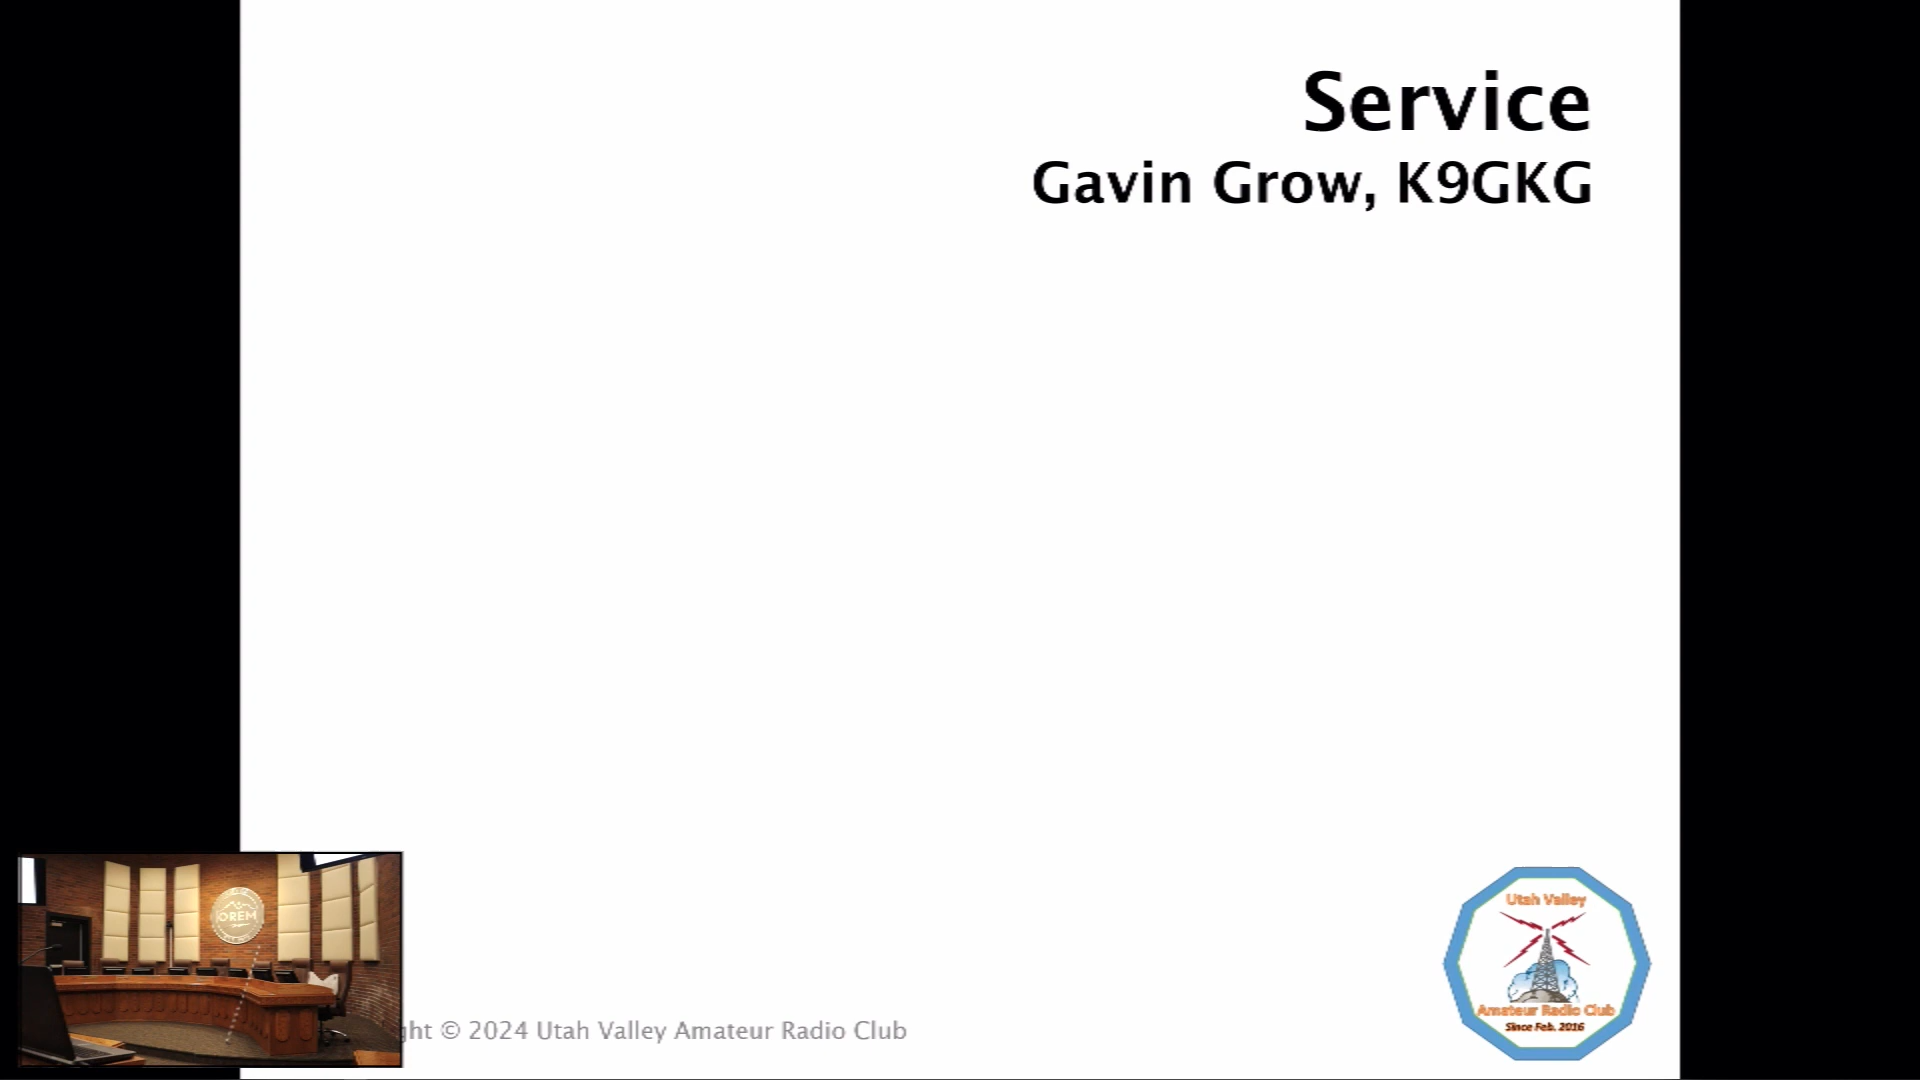 Service
Gavin Grow, K9GKG
OREM
ght © 2024 Utah Valley Amateur Radio Club
Utah Valley
Amateur Radio Club
Since Feb. 2016